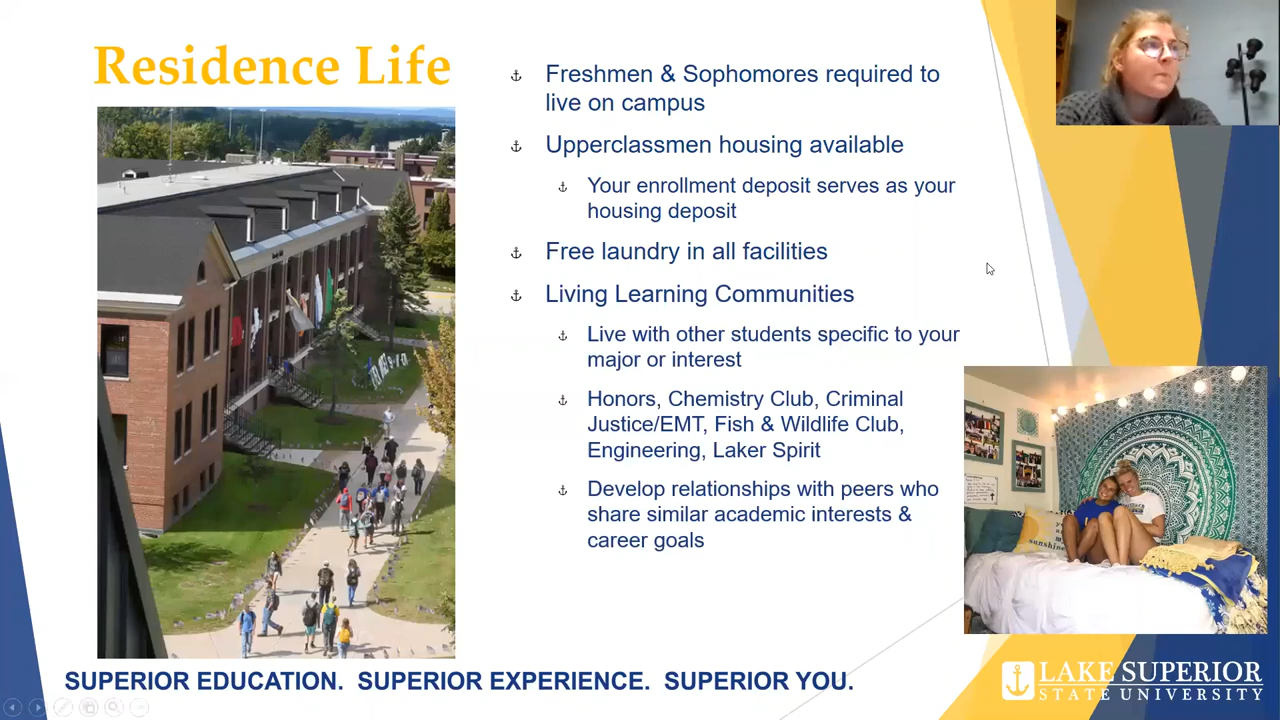 Residence Life
Freshmen & Sophomores required to
live on campus
Upperclassmen housing available
Your enrollment deposit serves as your
housing deposit
Free laundry in all facilities
Living Learning Communities
Live with other students specific to your
major or interest
Honors, Chemistry Club, Criminal
Justice/EMT, Fish & Wildlife Club,
Engineering, Laker Spirit
Develop relationships with peers who
share similar academic interests &
career goals
sunshine
SUPERIOR EDUCATION.  SUPERIOR EXPERIENCE.  SUPERIOR YOU.
LAKE SUPERIOR
STATE UNIVERSITY